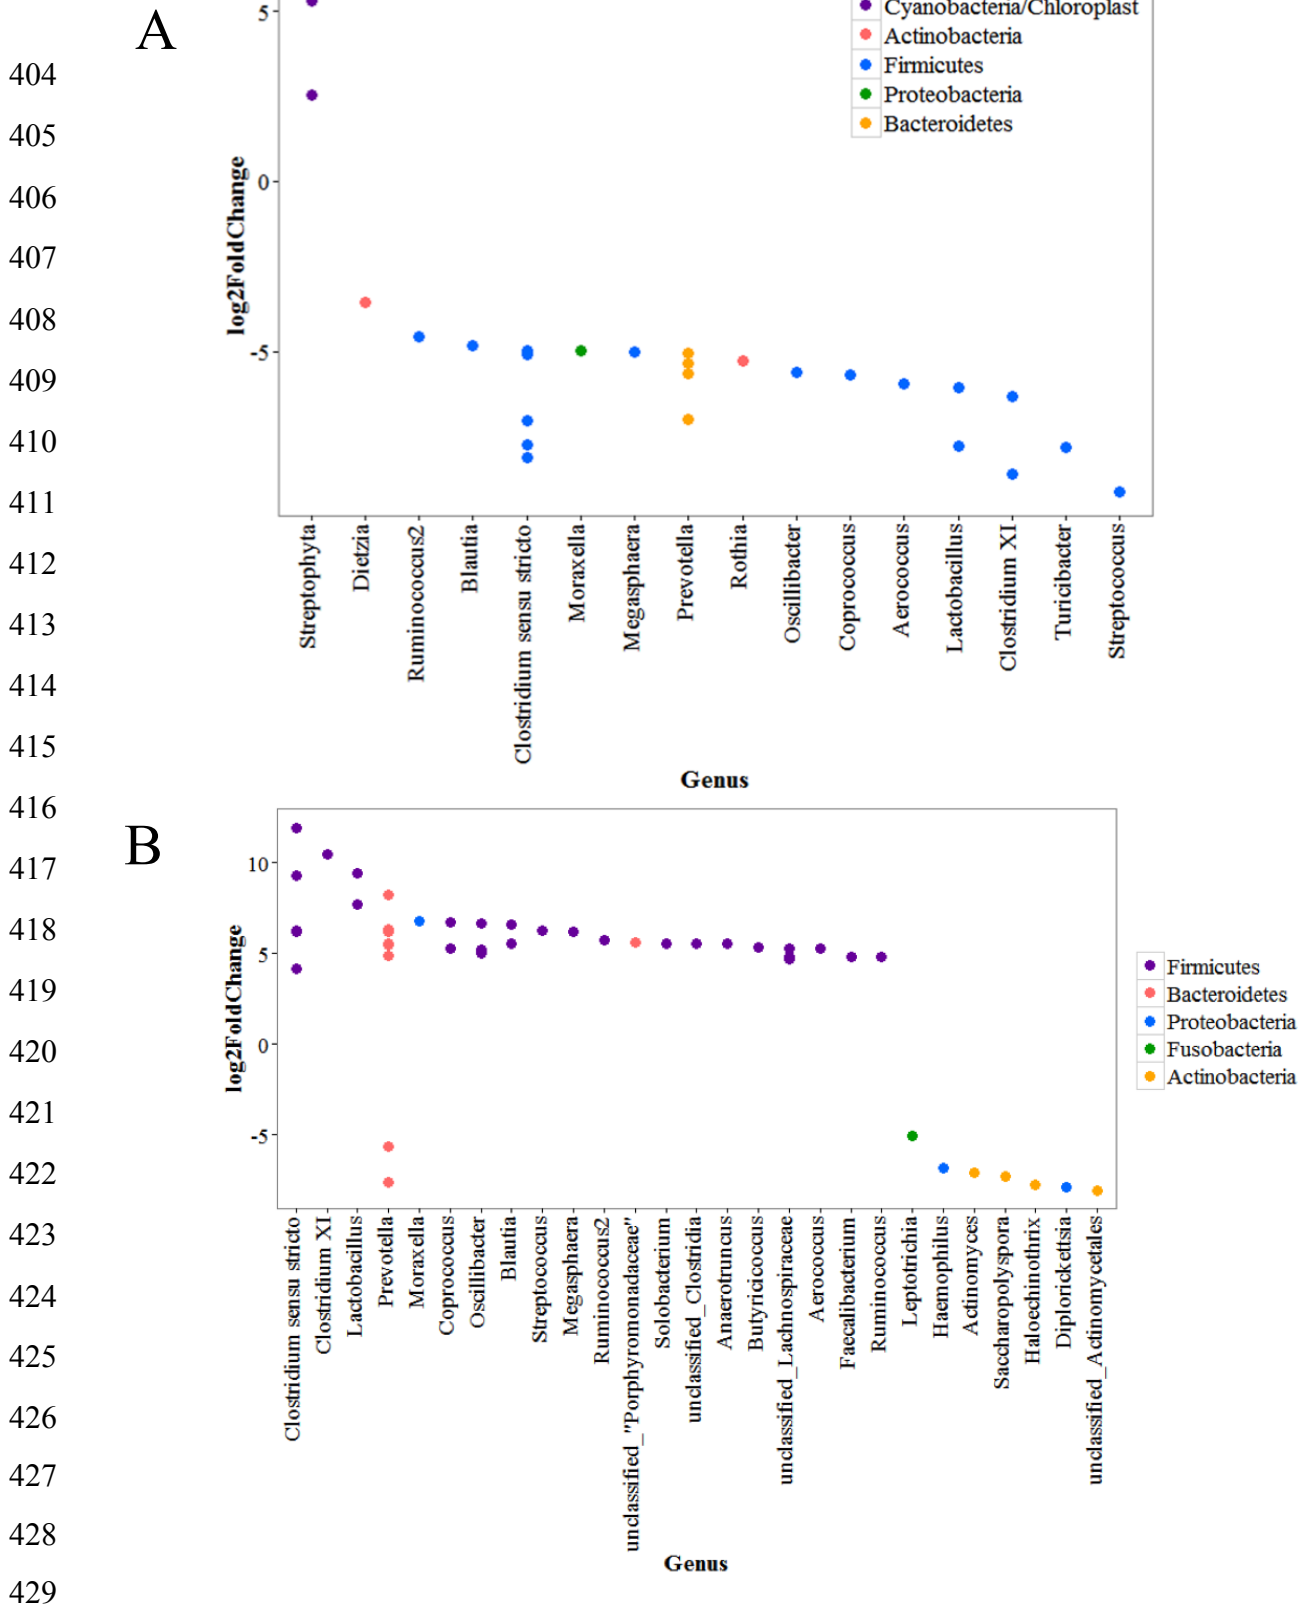 A
5
Cyanobacteria/Chloroplast
Actinobacteria
Firmicutes
Proteobacteria
Bacteroidetes
404
405
406
407
408
409
410
411
412
413
414
415
416
417
418
419
420
421
422
423
424
425
426
427
428
429
0
-5
log2FoldChange
Streptophyta
Dietzia
Ruminococcus2
Blautia
Clostridium sensu stricto
Moraxella
Megasphaera
Prevotella
Rothia
Oscillibacter
Coprococcus
Aerococcus
Lactobacillus
Clostridium XI
Turicibacter
Streptococcus
Genus
B
10
5
0
-5
log2FoldChange
Firmicutes
Bacteroidetes
Proteobacteria
Fusobacteria
Actinobacteria
Clostridium sensu stricto
Clostridium XI
Lactobacillus
Prevotella
Moraxella
Coprococcus
Oscillibacter
Blautia
Streptococcus
Megasphaera
Ruminococcus2
unclassified_"Porphyromonadaceae"
Solobacterium
unclassified_Clostridia
Anaerotruncus
Butyricicoccus
unclassified_Lachnospiraceae
Aerococcus
Faecalibacterium
Ruminococcus
Leptotrichia
Haemophilus
Actinomyces
Saccharopolyspora
Haloechinothrix
Diplorickettsia
unclassified_Actinomycetales
Genus